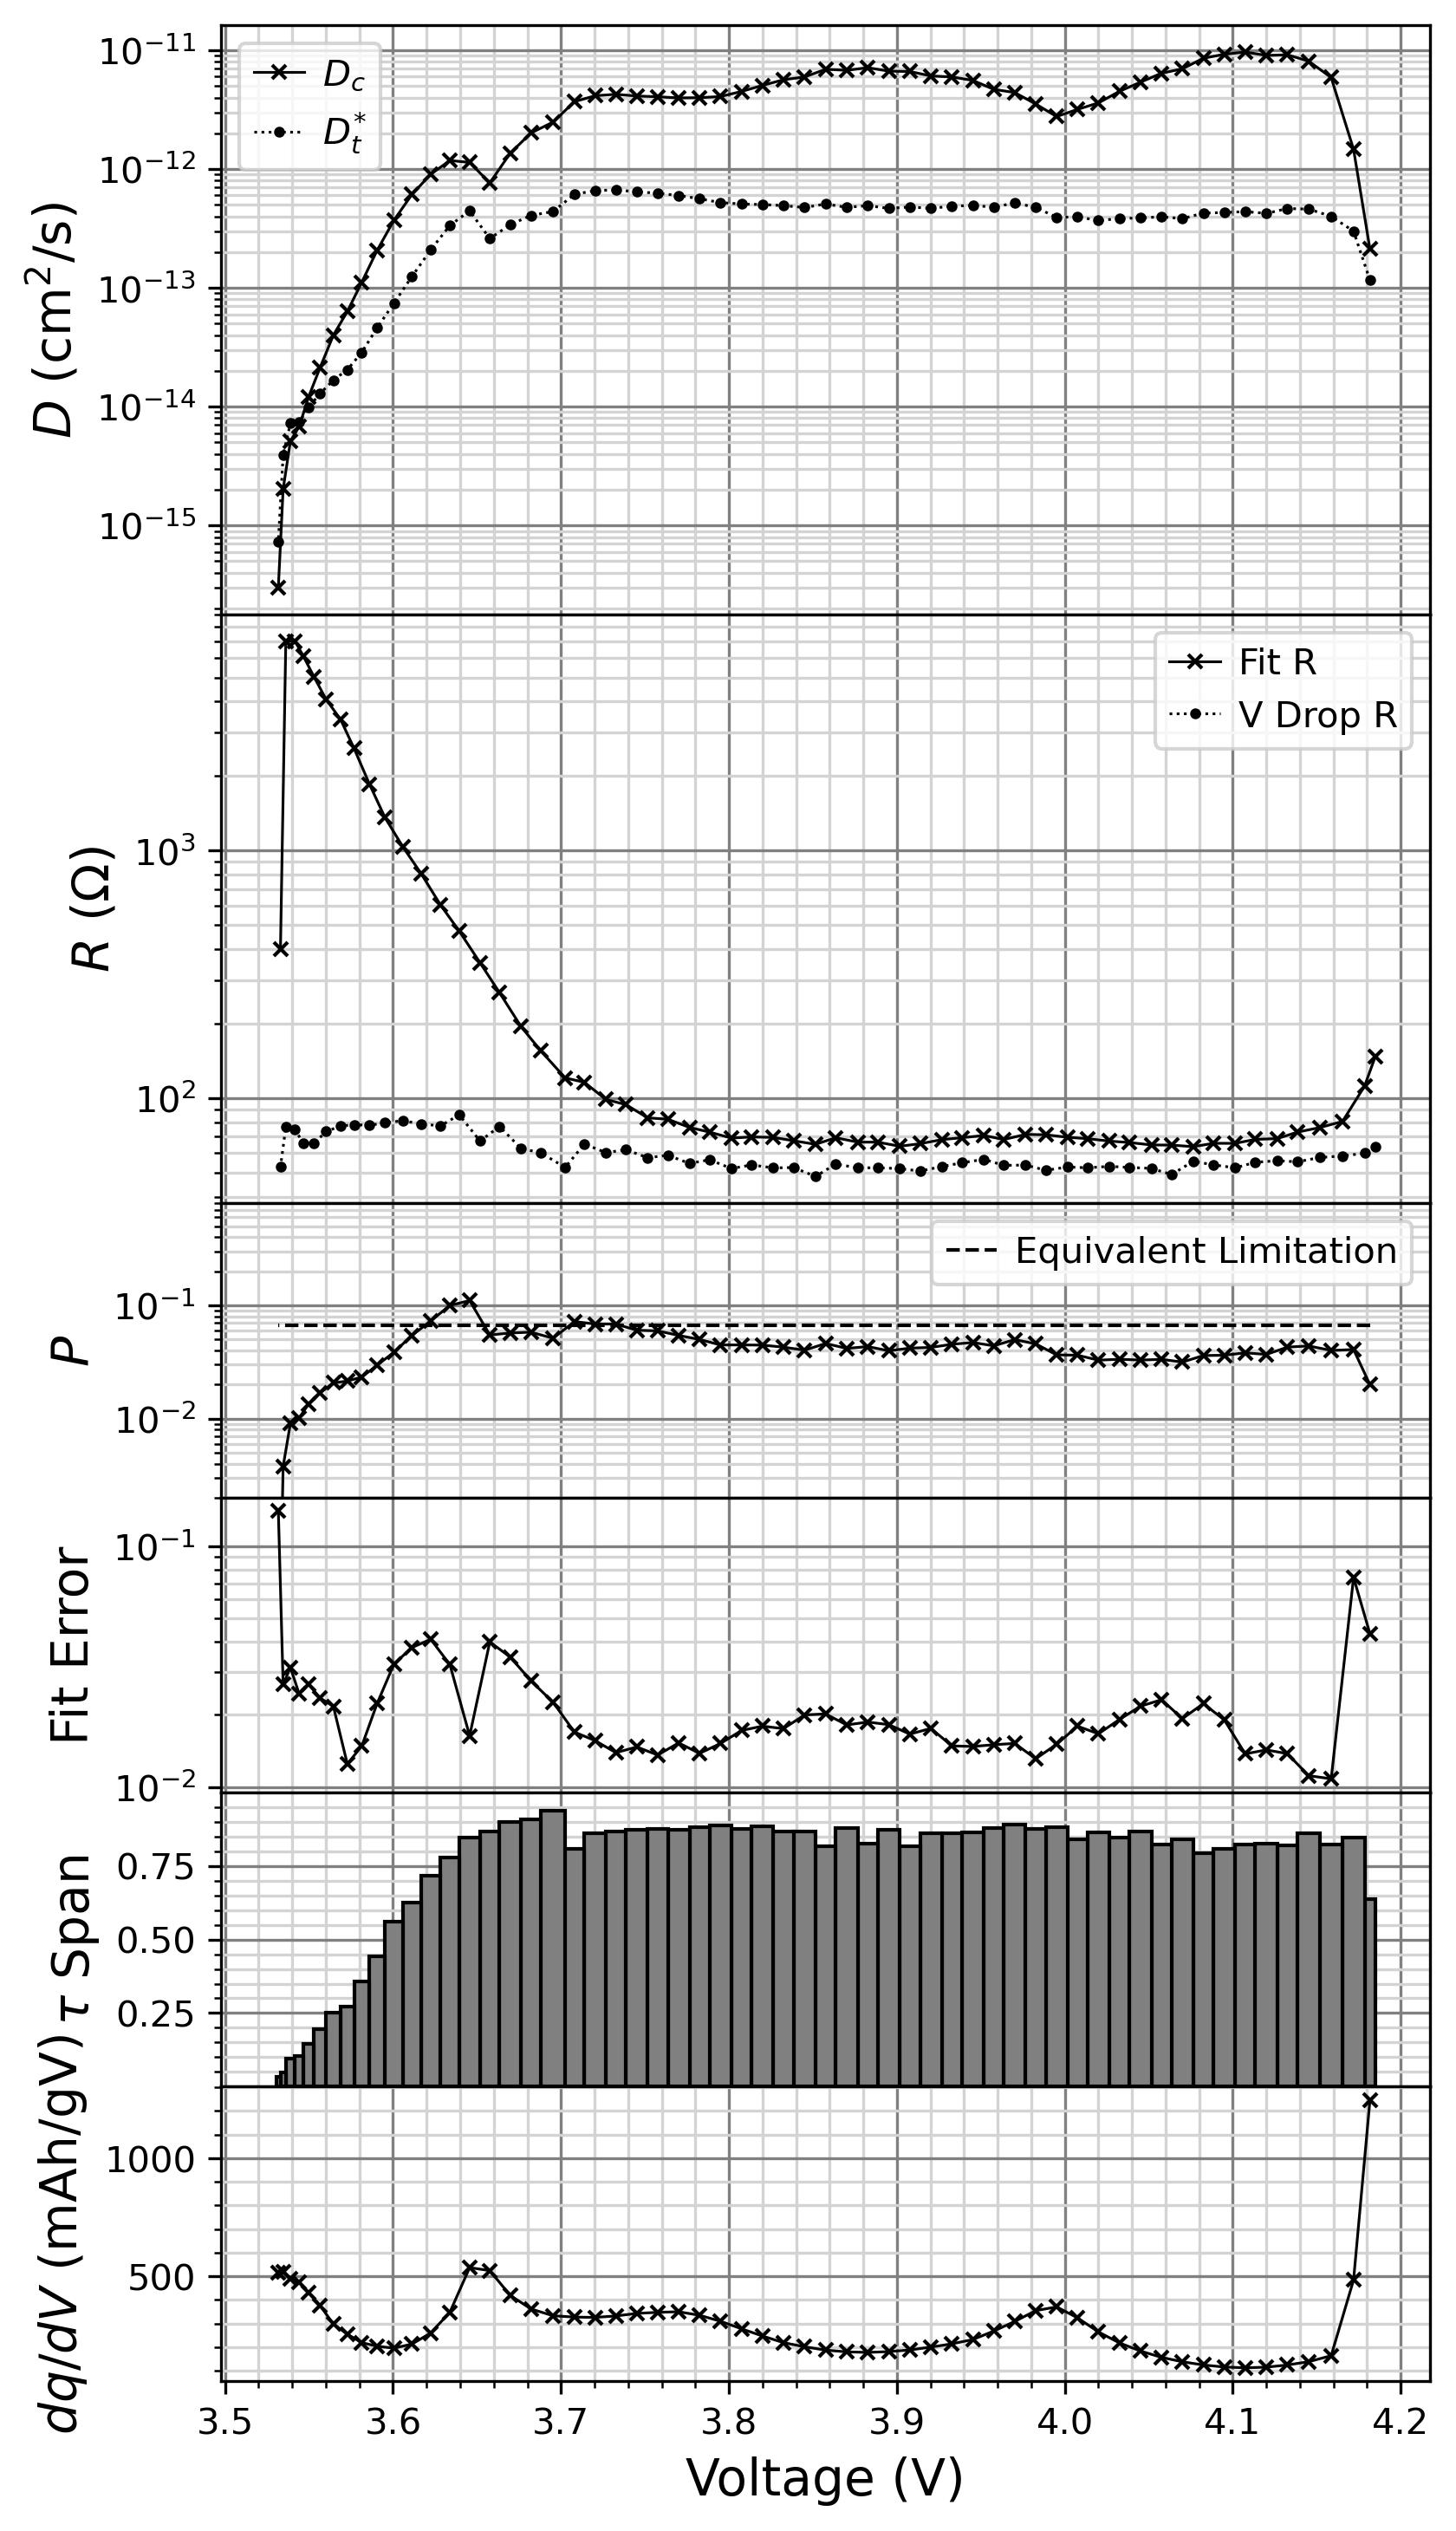 D (cm²/s)
10⁻¹¹
10⁻¹²
10⁻¹³
10⁻¹⁴
10⁻¹⁵
D_c
D_t^*
R (Ω)
10³
10²
Fit R
V Drop R
P
10⁻¹
10⁻²
Equivalent Limitation
Fit Error
10⁻¹
10⁻²
τ Span
0.75
0.50
0.25
dq/dV (mAh/gV)
1000
500
3.5 3.6 3.7 3.8 3.9 4.0 4.1 4.2
Voltage (V)